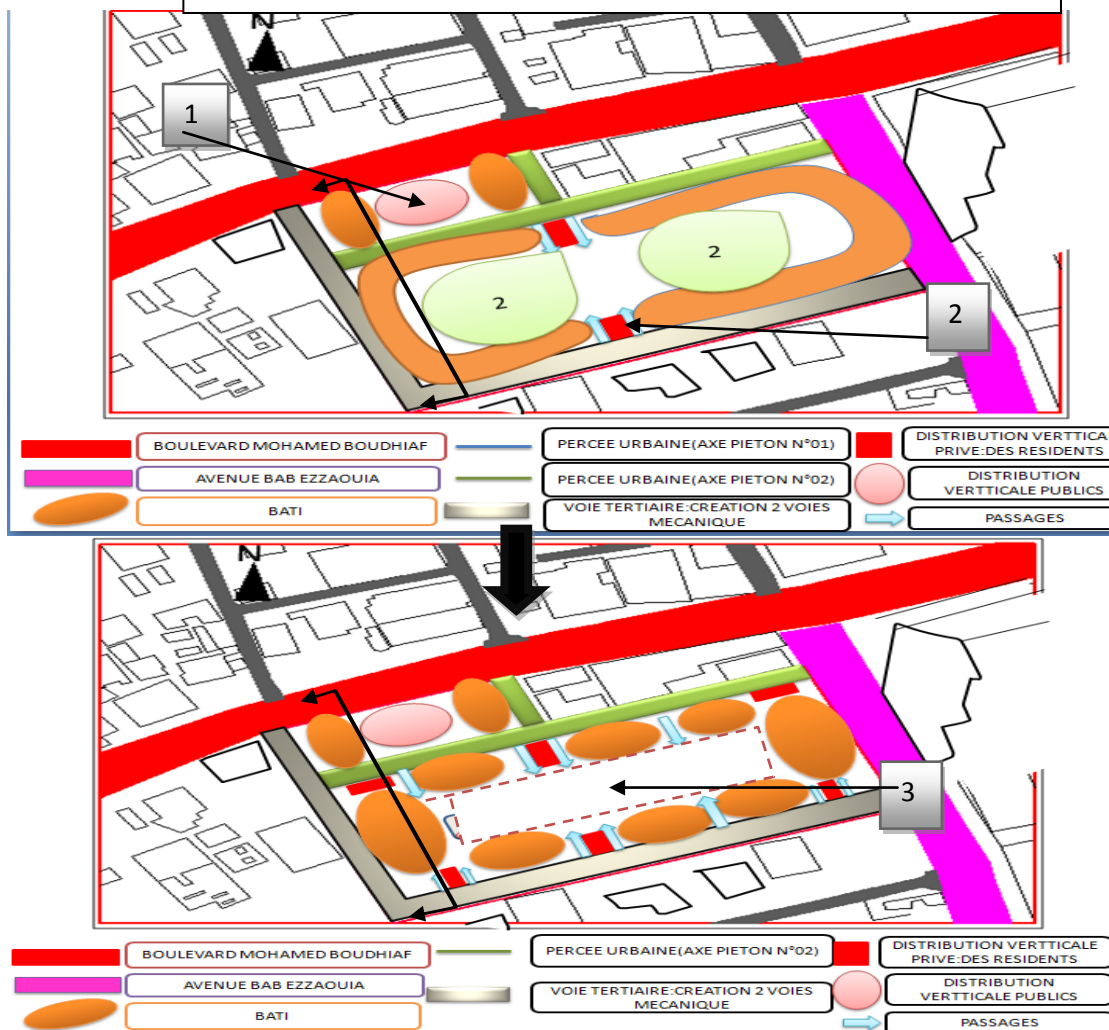 N
1
2
2
2
BOULEVARD MOHAMED BOUDHIAF
PERCEE URBAINE(AXE PIETON N°01)
DISTRIBUTION VERTTICALE
PRIVE:DES RESIDENTS
AVENUE BAB EZZAOUIA
PERCEE URBAINE(AXE PIETON N°02)
DISTRIBUTION
VERTTICALE PUBLICS
BATI
VOIE TERTIAIRE:CREATION 2 VOIES
MECANIQUE
PASSAGES
N
3
BOULEVARD MOHAMED BOUDHIAF
PERCEE URBAINE(AXE PIETON N°02)
DISTRIBUTION VERTTICALE
PRIVE:DES RESIDENTS
AVENUE BAB EZZAOUIA
VOIE TERTIAIRE:CREATION 2 VOIES
MECANIQUE
DISTRIBUTION
VERTTICALE PUBLICS
BATI
PASSAGES